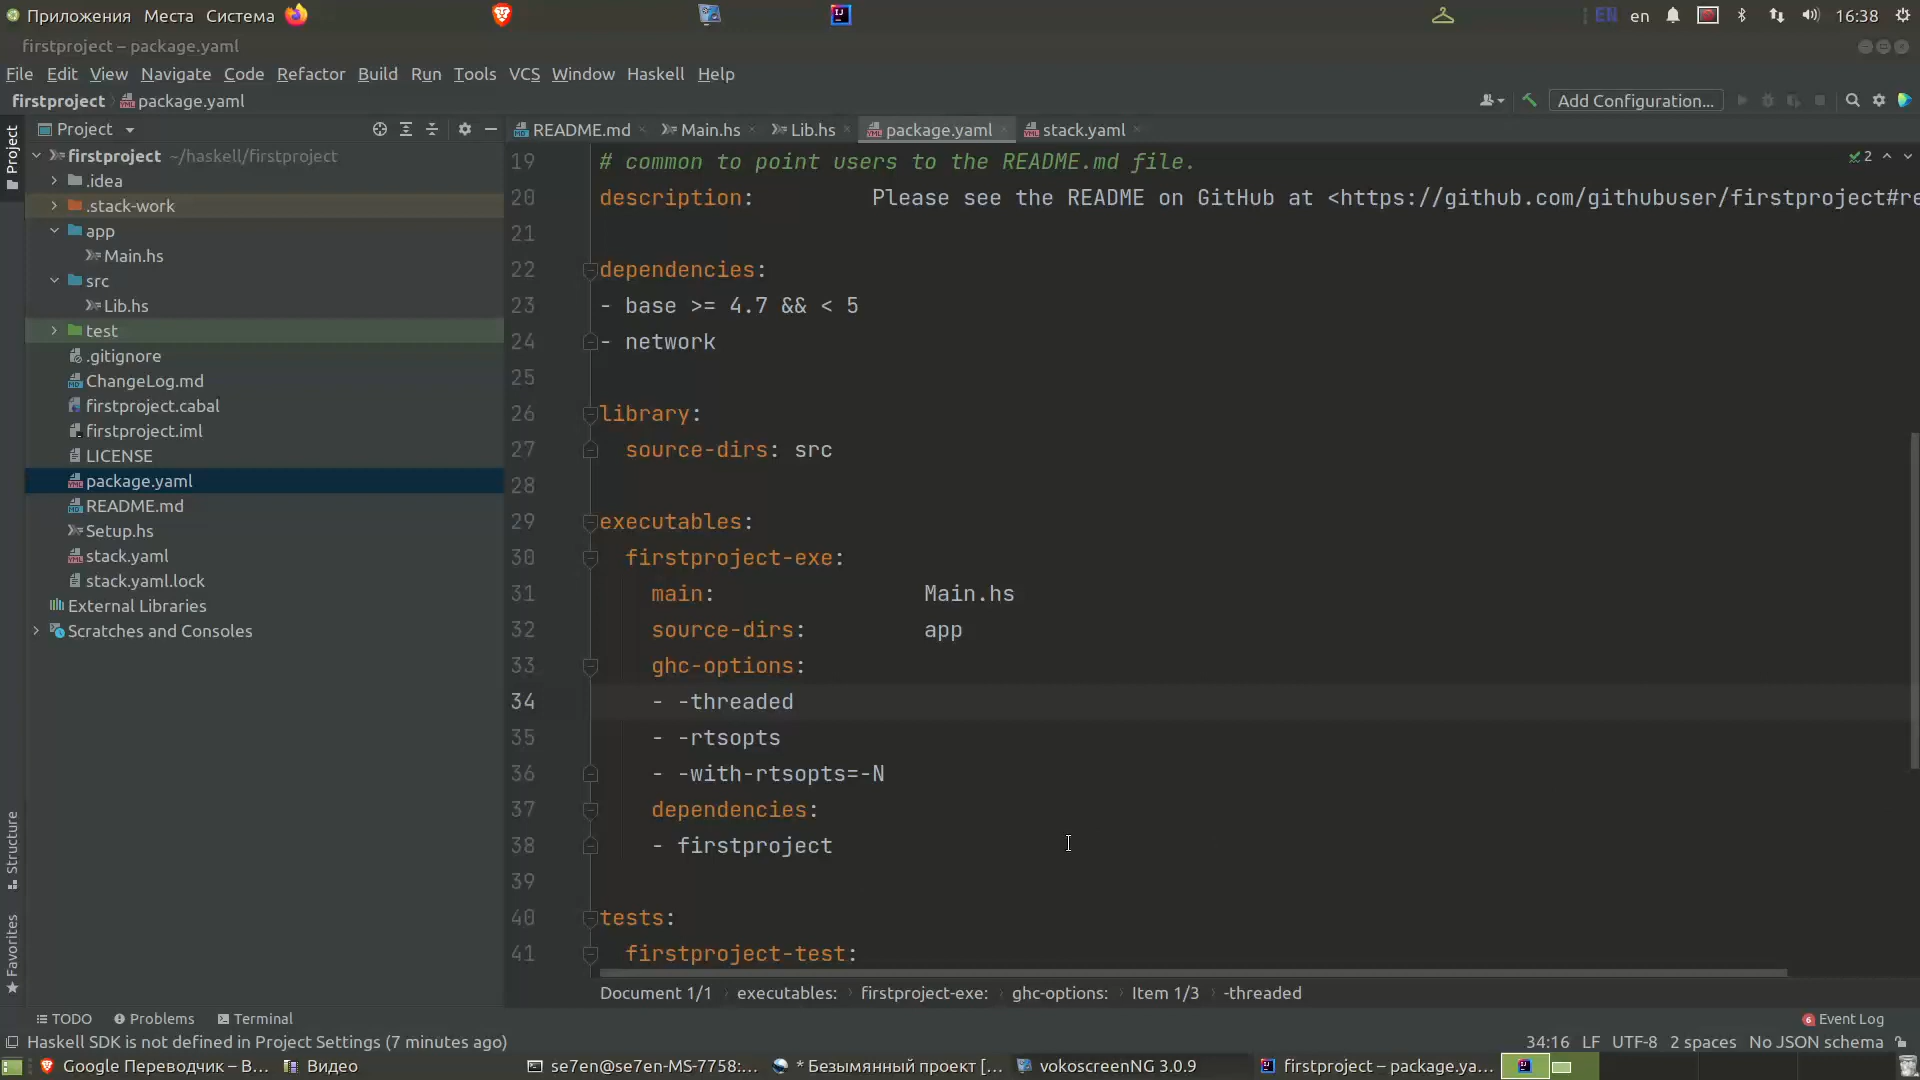 Приложения Места Система
en 16:38
firstproject – package.yaml
File Edit View Navigate Code Refactor Build Run Tools VCS Window Haskell Help
firstproject package.yaml
Add Configuration...
Project
README.md Main.hs Lib.hs package.yaml stack.yaml
Project
firstproject ~/haskell/firstproject
.idea
.stack-work
app
Main.hs
src
Lib.hs
test
.gitignore
ChangeLog.md
firstproject.cabal
firstproject.iml
LICENSE
package.yaml
README.md
Setup.hs
stack.yaml
stack.yaml.lock
External Libraries
Scratches and Consoles
Structure
Favorites
2
19 # common to point users to the README.md file.
20 description: Please see the README on GitHub at <https://github.com/githubuser/firstproject#re
21
22 dependencies:
23 - base >= 4.7 && < 5
24 - network
25
26 library:
27 source-dirs: src
28
29 executables:
30 firstproject-exe:
31 main: Main.hs
32 source-dirs: app
33 ghc-options:
34 - -threaded
35 - -rtsopts
36 - -with-rtsopts=-N
37 dependencies:
38 - firstproject
39
40 tests:
41 firstproject-test:
Document 1/1 executables: firstproject-exe: ghc-options: Item 1/3 -threaded
TODO Problems Terminal
6 Event Log
Haskell SDK is not defined in Project Settings (7 minutes ago)
34:16 LF UTF-8 2 spaces No JSON schema
Google Переводчик – B... Видео se7en@se7en-MS-7758:... * Безымянный проект [... vokoscreenNG 3.0.9 firstproject – package.ya...